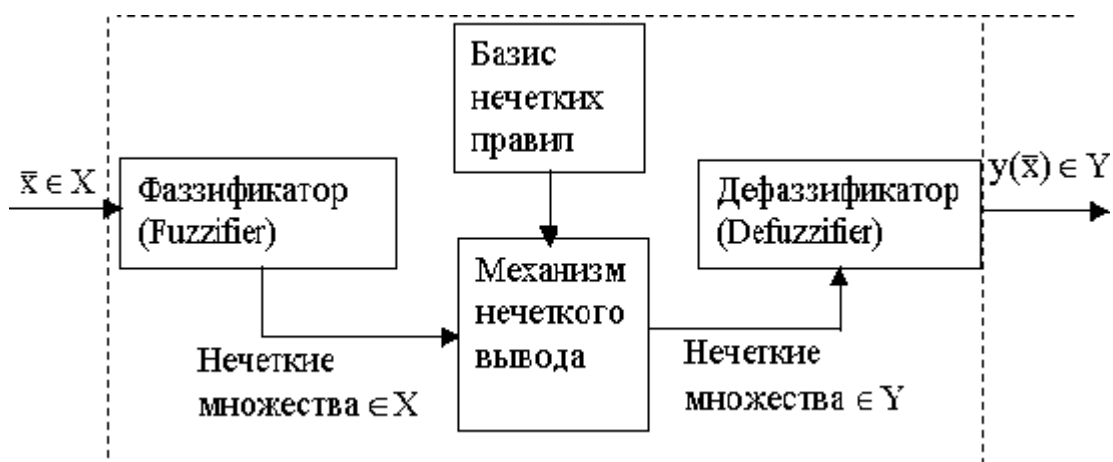 Базис
нечетких
правил
x̅ ∈ X
Фаззификатор
(Fuzzifier)
Дефаззификатор
(Defuzzifier)
y(x̅) ∈ Y
Механизм
нечеткого
вывода
Нечеткие
множества ∈ X
Нечеткие
множества ∈ Y